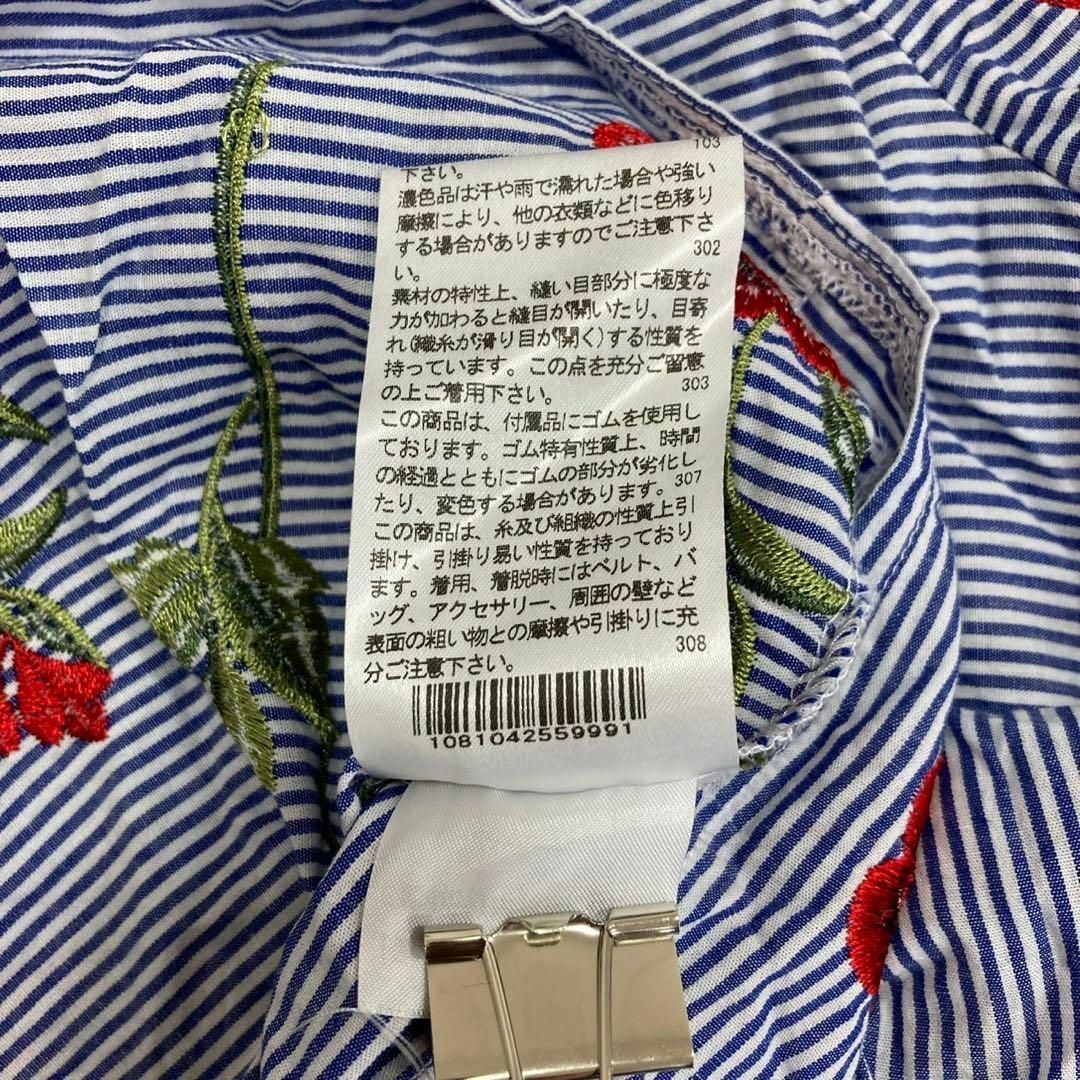 103
下さい。
濃色品は汗や雨で濡れた場合や強い
摩擦により、他の衣類などに色移り
する場合がありますのでご注意下さ
い。
302
素材の特性上、縫い目部分に極度な
力が加わると縫目が開いたり、目寄
れ(織糸が滑り目が開く)する性質を
持っています。この点を充分ご留意
の上ご着用下さい。
303
この商品は、付属品にゴムを使用し
ております。ゴム特有性質上、時間
の経過とともにゴムの部分が劣化し
たり、変色する場合があります。307
この商品は、糸及び組織の性質上引
掛け、引掛り易い性質を持っており
ます。着用、着脱時にはベルト、バ
ッグ、アクセサリー、周囲の壁など
表面の粗い物との摩擦や引掛りに充
分ご注意下さい。
308
1081042559991